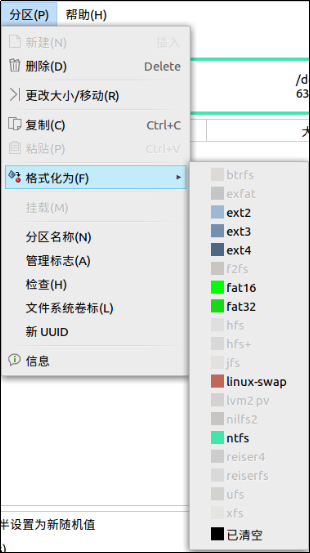 分区(P) 帮助(H)
新建(N) 插入
删除(D) Delete
更改大小/移动(R)
复制(C) Ctrl+C
粘贴(P) Ctrl+V
格式化为(F)
挂载(M)
分区名称(N)
管理标志(A)
检查(H)
文件系统卷标(L)
新 UUID
信息
btrfs
exfat
ext2
ext3
ext4
f2fs
fat16
fat32
hfs
hfs+
jfs
linux-swap
lvm2 pv
nilfs2
ntfs
reiser4
reiserfs
ufs
xfs
已清空
/d
63
半设置为新随机值